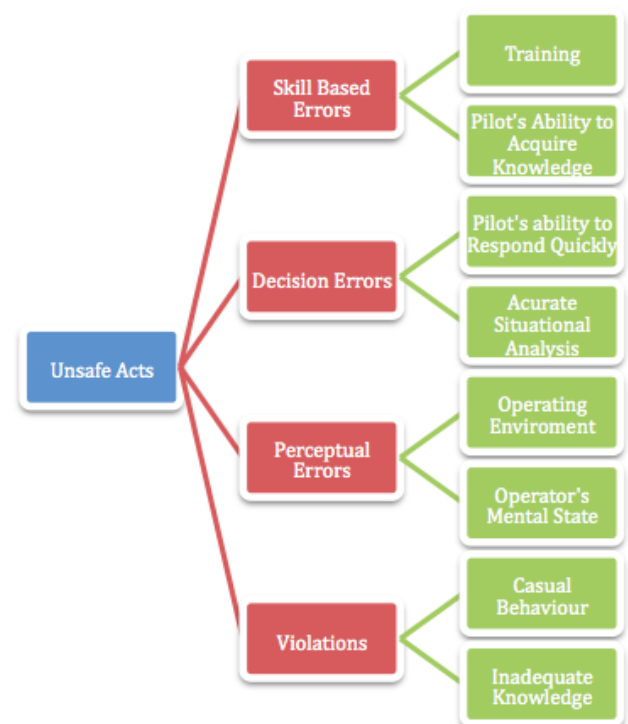 Unsafe Acts
Skill Based
Errors
Training
Pilot's Ability to
Acquire
Knowledge
Decision Errors
Pilot's ability to
Respond Quickly
Acurate
Situational
Analysis
Perceptual
Errors
Operating
Enviroment
Operator's
Mental State
Violations
Casual
Behaviour
Inadequate
Knowledge